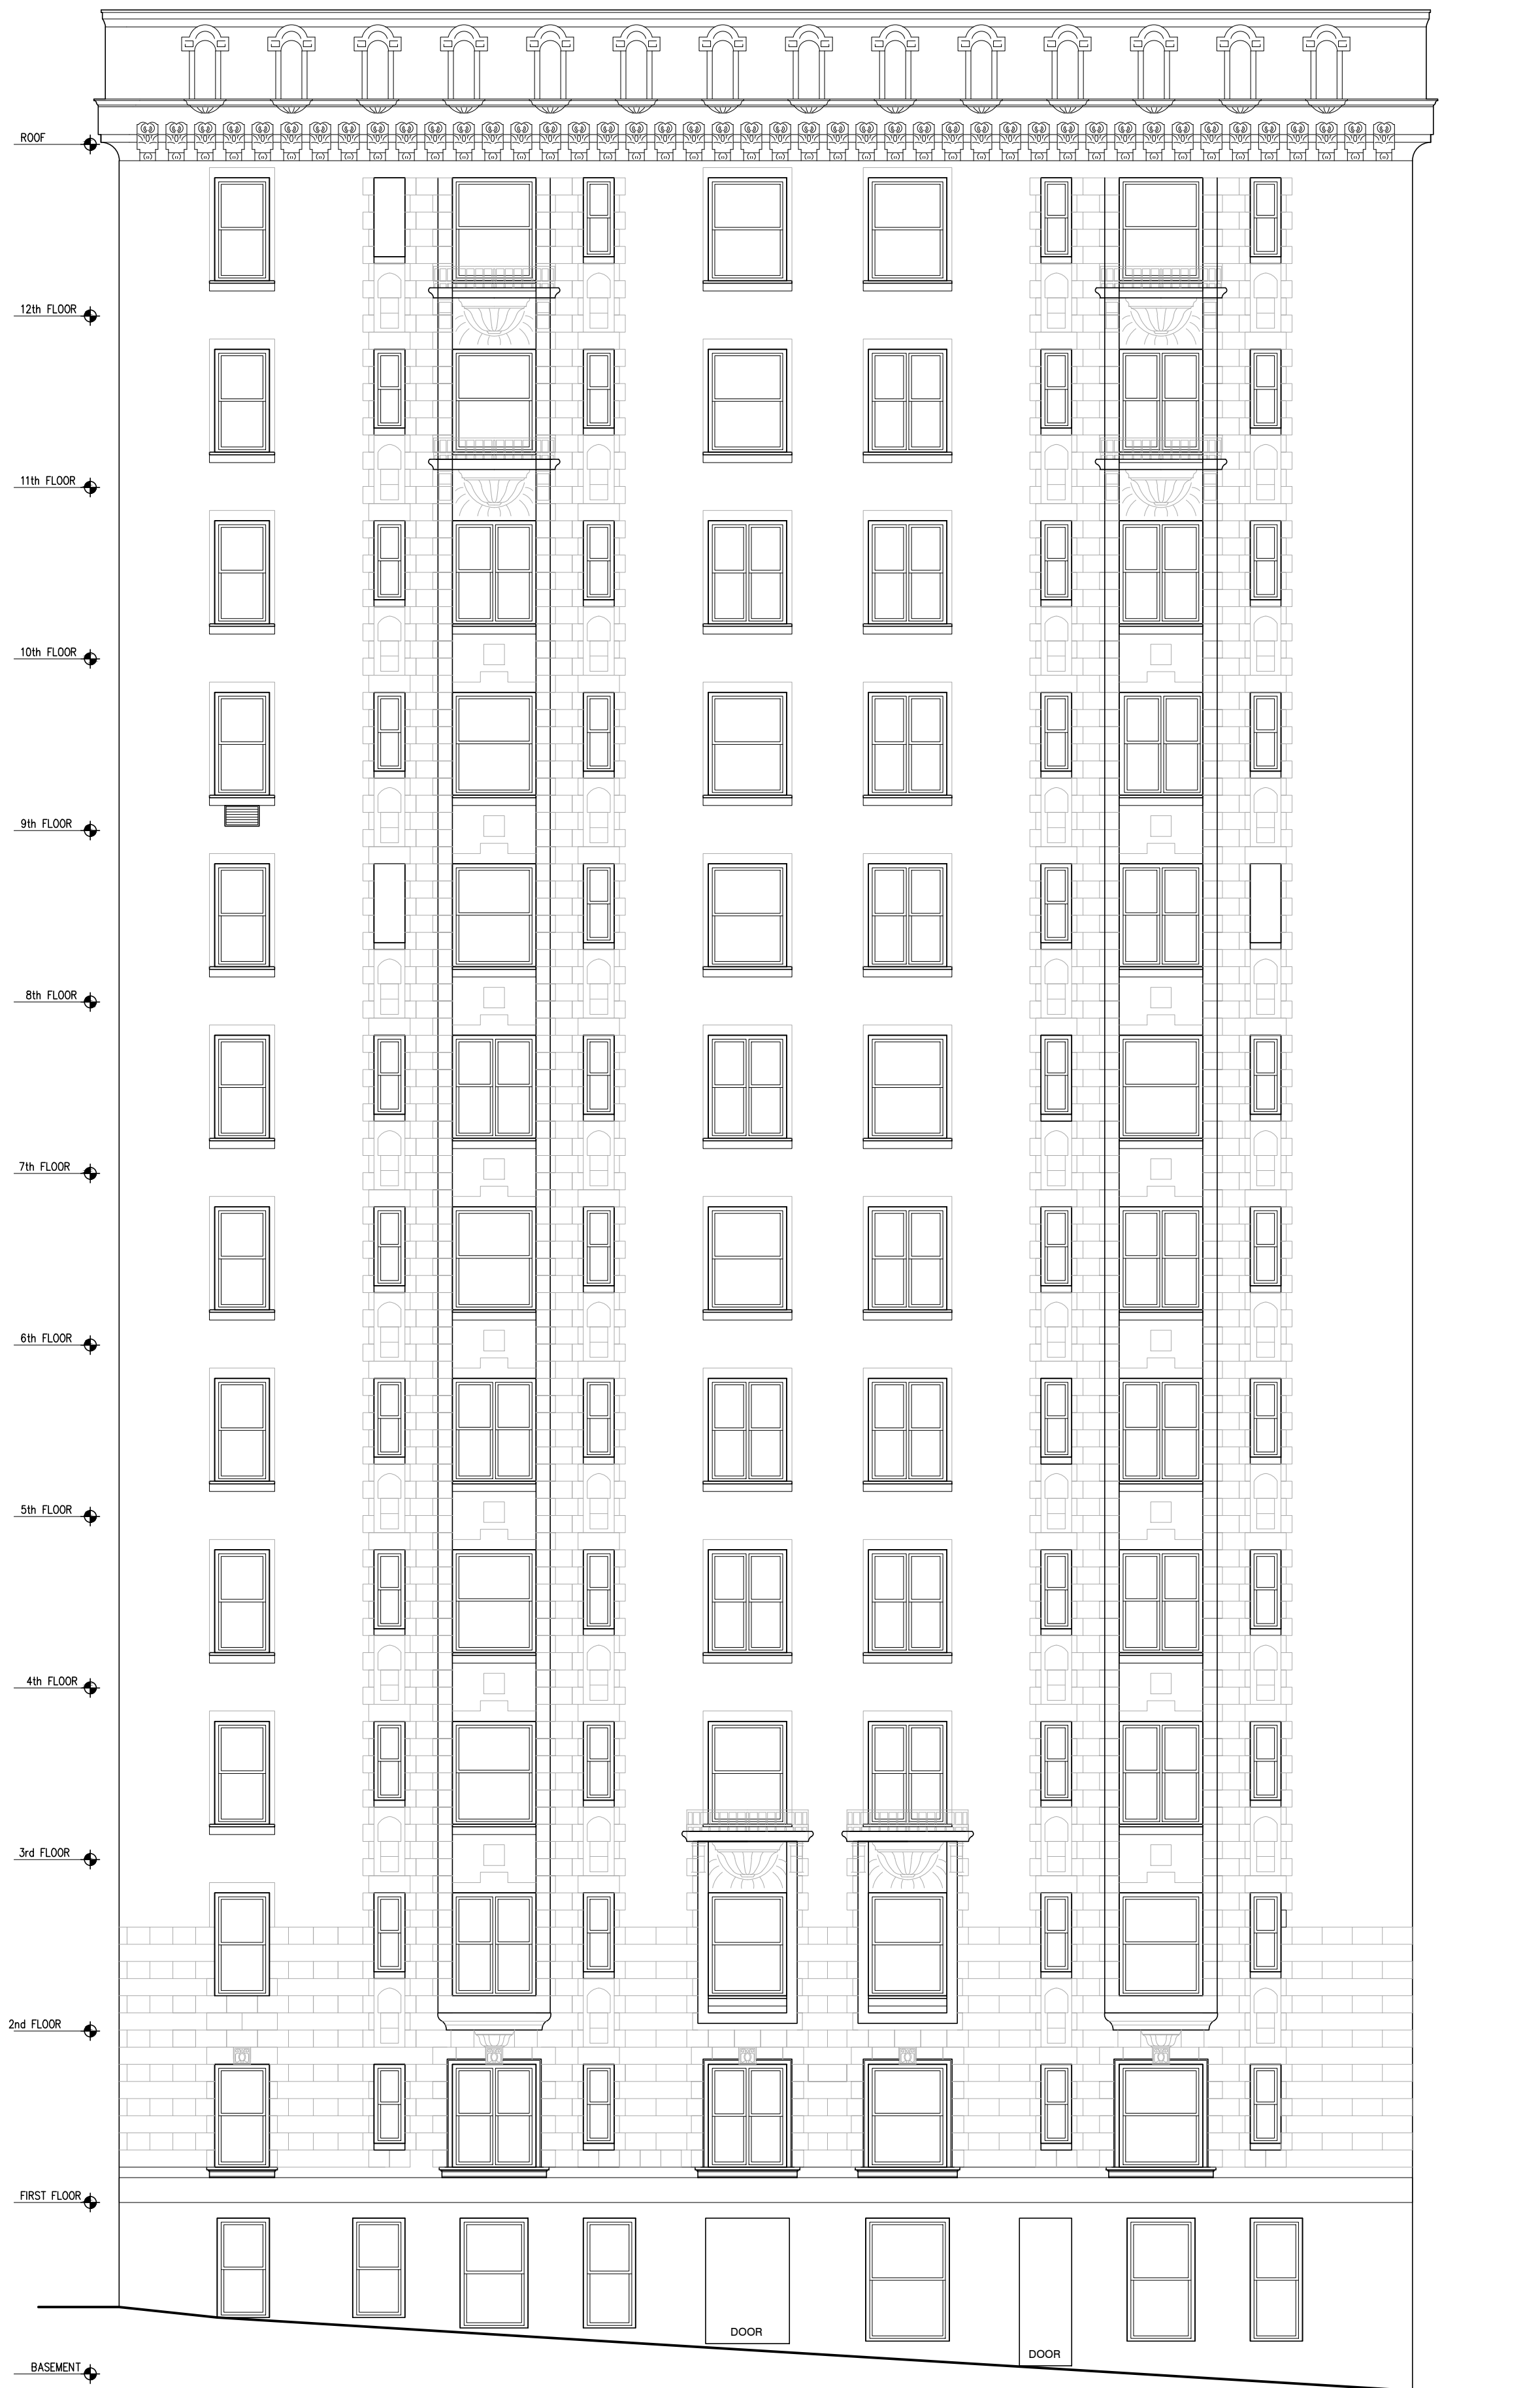 ROOF
12th FLOOR
11th FLOOR
10th FLOOR
9th FLOOR
8th FLOOR
7th FLOOR
6th FLOOR
5th FLOOR
4th FLOOR
3rd FLOOR
2nd FLOOR
FIRST FLOOR
DOOR
DOOR
BASEMENT